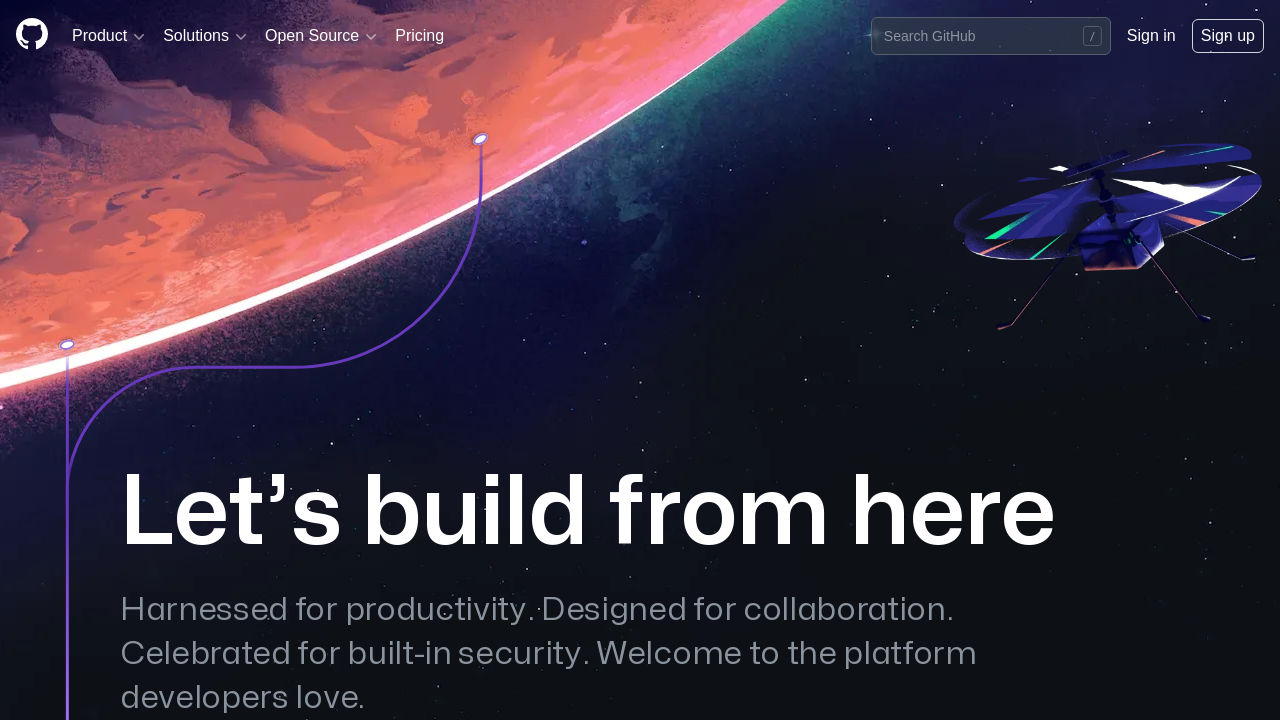 Product
Solutions
Open Source
Pricing
Search GitHub
/
Sign in
Sign up
Let’s build from here
Harnessed for productivity. Designed for collaboration.
Celebrated for built-in security. Welcome to the platform
developers love.